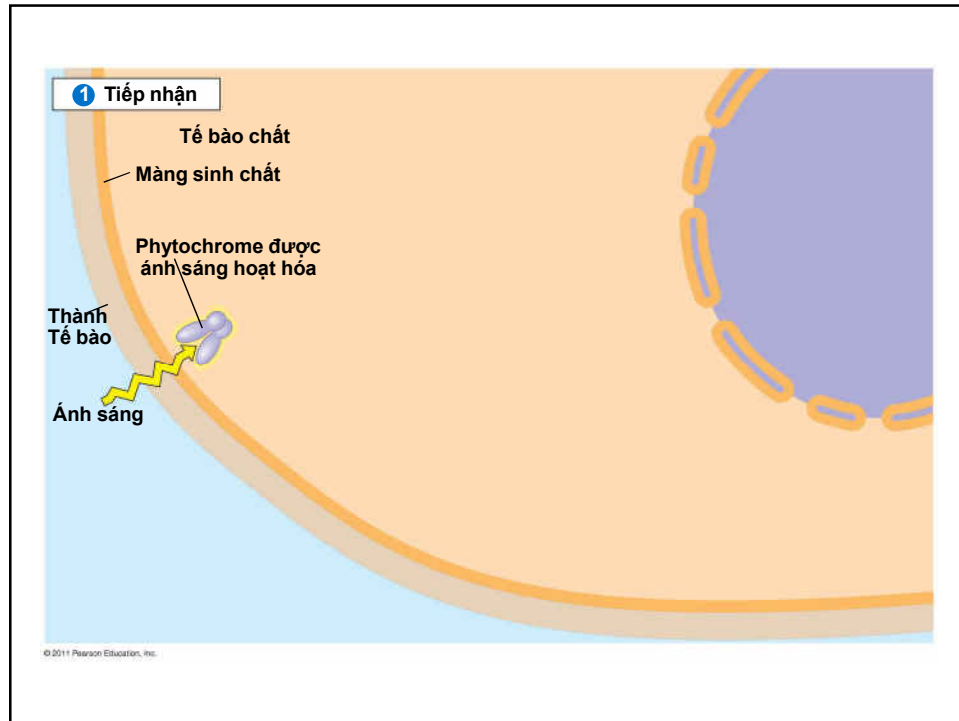 1 Tiếp nhận
Tế bào chất
Màng sinh chất
Phytochrome được
ánh sáng hoạt hóa
Thành
Tế bào
Ánh sáng
© 2011 Pearson Education, Inc.